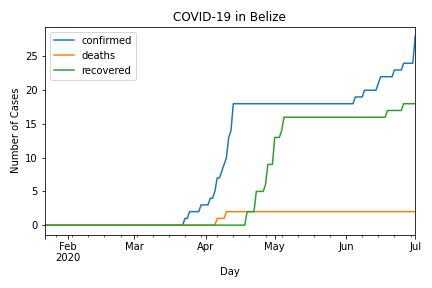 COVID-19 in Belize
confirmed
deaths
recovered
Number of Cases
25
20
15
10
5
0
Feb Mar Apr May Jun Jul
2020
Day